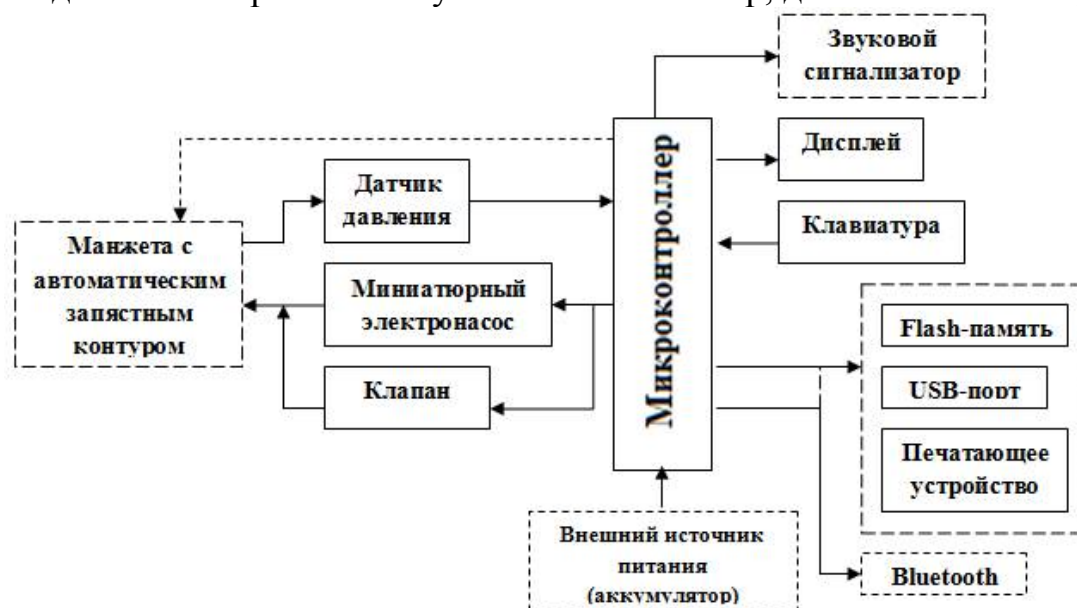 Звуковой
сигнализатор
Дисплей
Клавиатура
Датчик
давления
Манжета с
автоматическим
запястным
контуром
Миниатюрный
электронасос
Клапан
Микроконтроллер
Flash-память
USB-порт
Печатающее
устройство
Bluetooth
Внешний источник
питания
(аккумулятор)